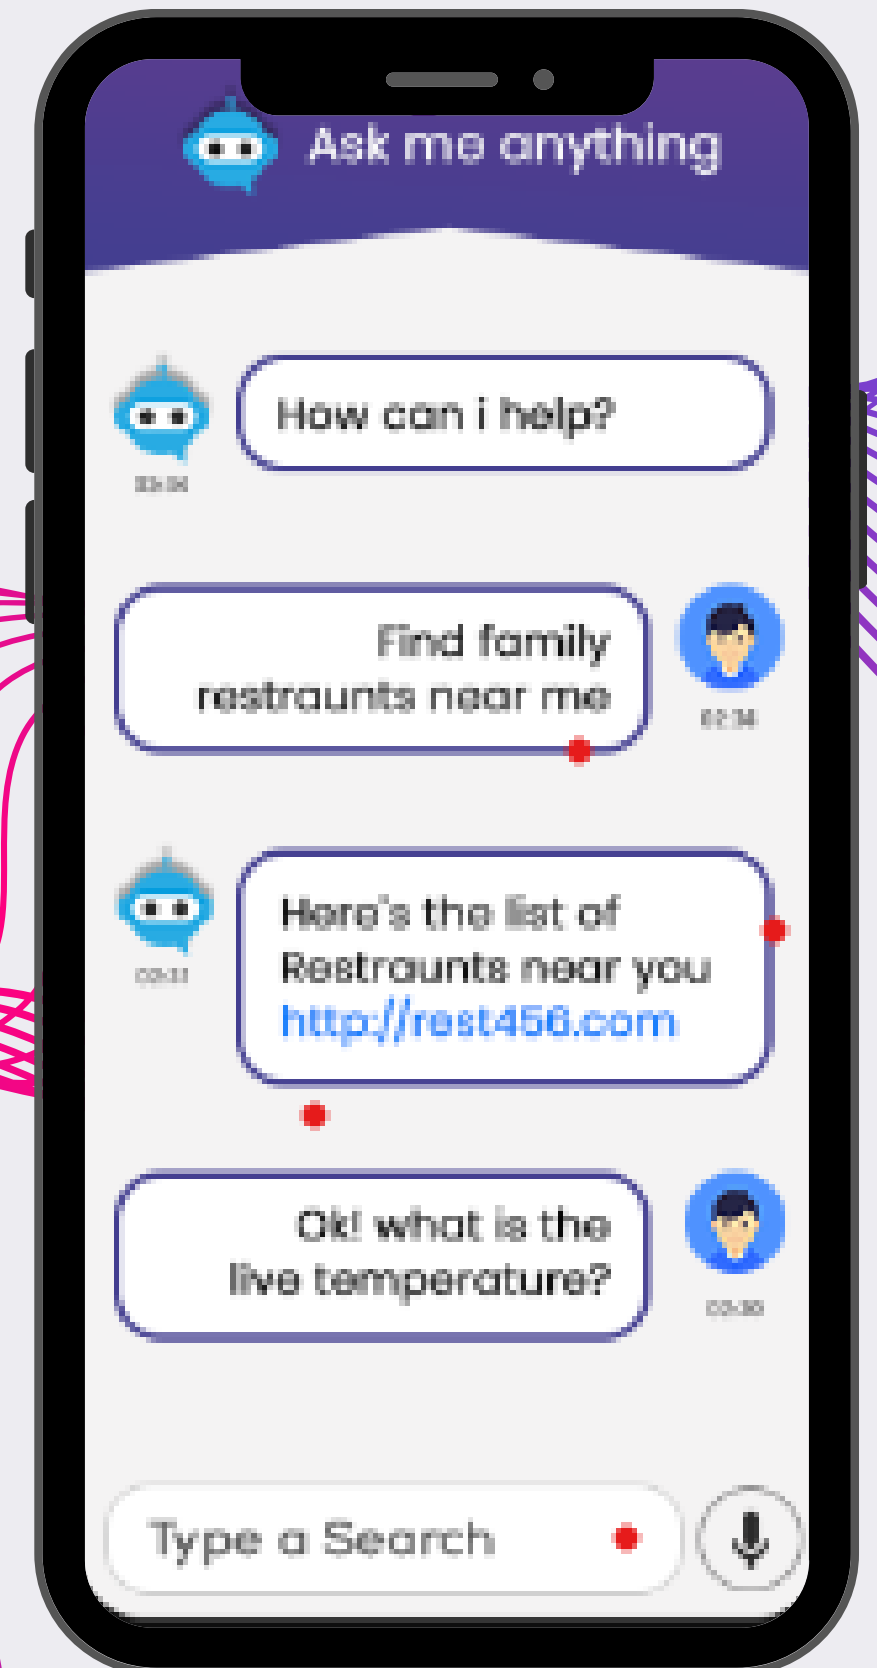 Ask me anything
How can i help?
Find family
restraunts near me
Here's the list of
Restraunts near you
http://rest456.com
Ok! what is the
live temperature?
Type a Search